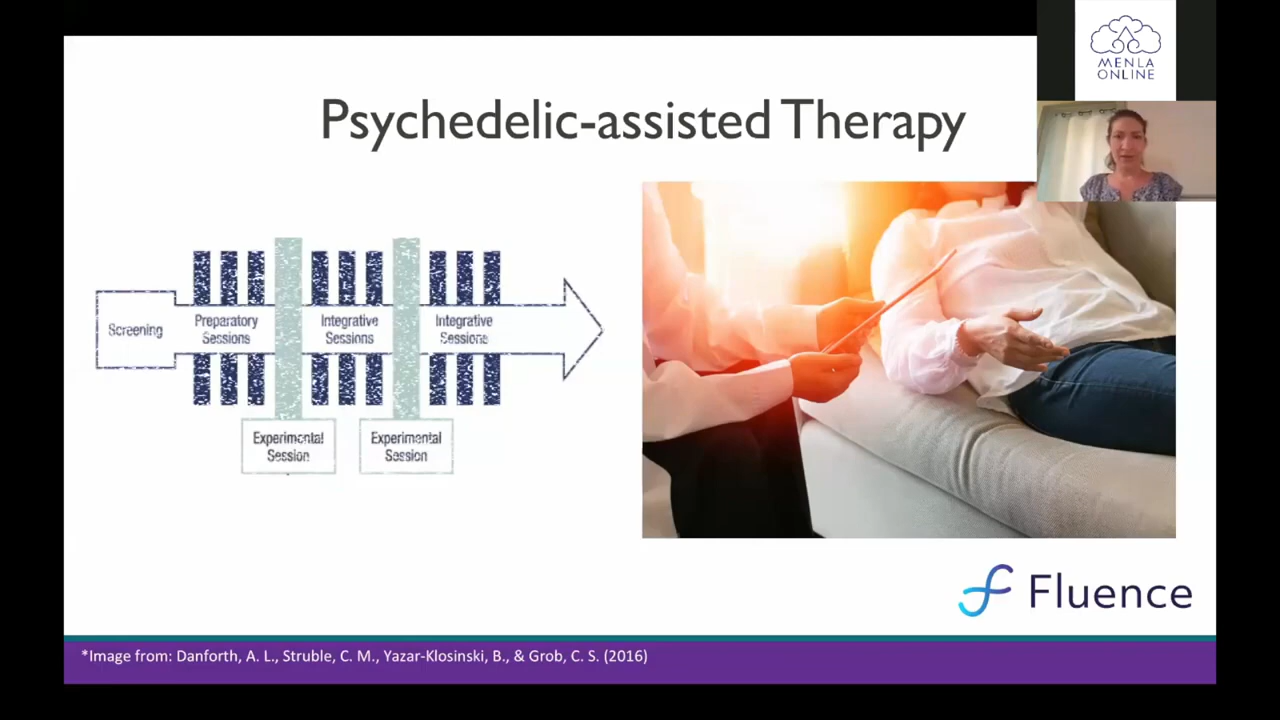 MENLA
ONLINE
Psychedelic-assisted Therapy
Screening
Preparatory
Sessions
Integrative
Sessions
Integrative
Sessions
Experimental
Session
Experimental
Session
Fluence
*Image from: Danforth, A. L., Struble, C. M., Yazar-Klosinski, B., & Grob, C. S. (2016)